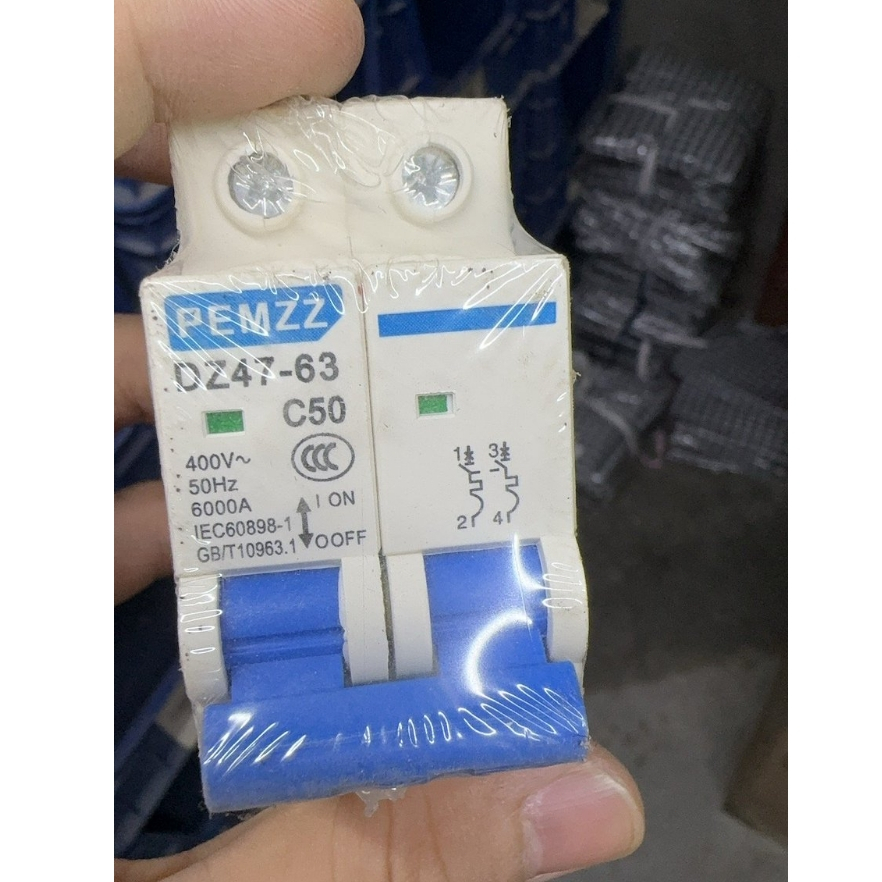 PEMZZ
DZ47-63
C50
400V~
CCC
50Hz
6000A
I ON
IEC60898-1
GB/T10963.1
O OFF
1 3
2 4